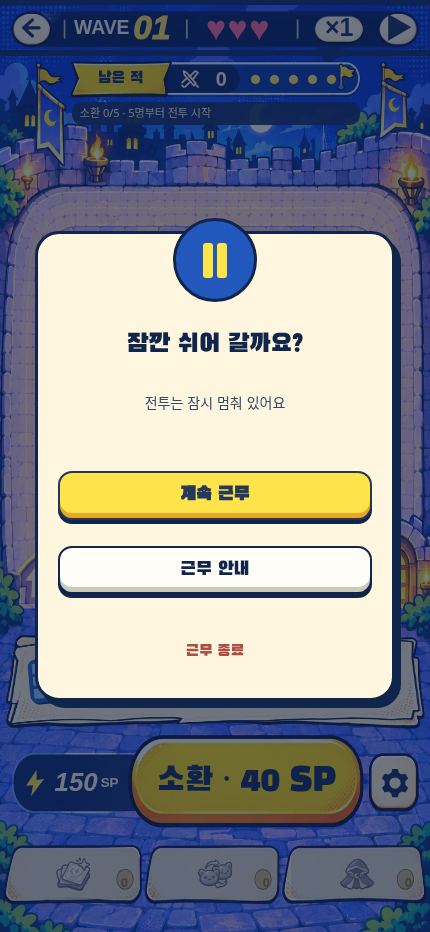 | WAVE 01 | ♥♥♥ | ×1
남은 적 0
소환 0/5 · 5명부터 전투 시작
잠깐 쉬어 갈까요?
전투는 잠시 멈춰 있어요
계속 근무
근무 안내
근무 종료
150 SP
소환 · 40 SP
0 0 0